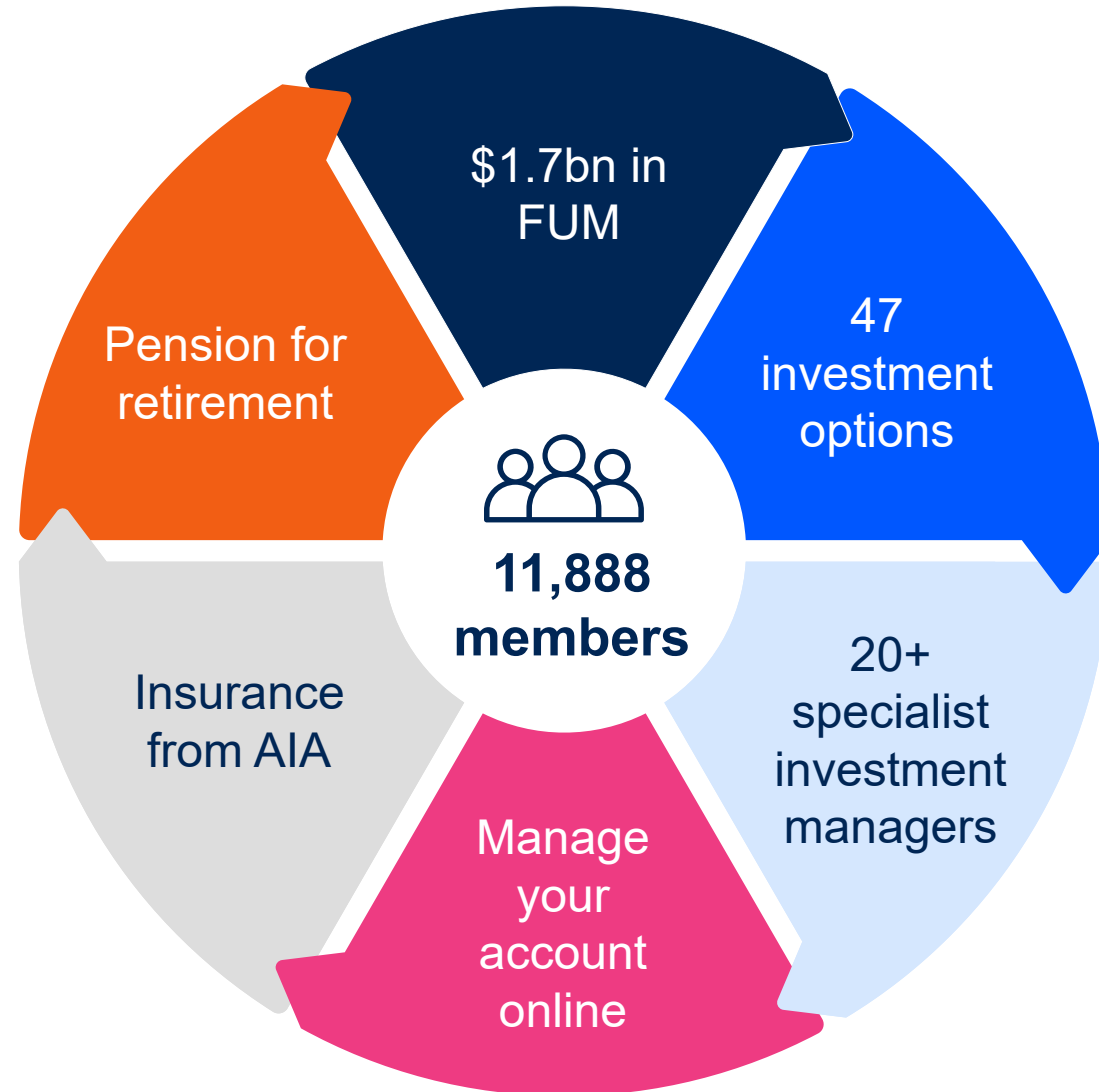 $1.7bn in
FUM
47
investment
options
20+
specialist
investment
managers
Manage
your
account
online
Insurance
from AIA
Pension for
retirement
11,888
members